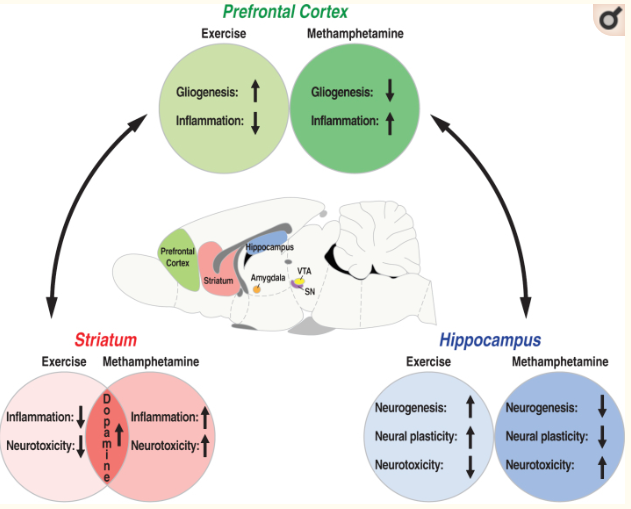 Prefrontal Cortex
Exercise
Methamphetamine
Gliogenesis:
Inflammation:
Gliogenesis:
Inflammation:
Prefrontal
Cortex
Striatum
Hippocampus
Amygdala
VTA
SN
Striatum
Exercise
Methamphetamine
Inflammation:
Neurotoxicity:
Dopamine
Inflammation:
Neurotoxicity:
Hippocampus
Exercise
Methamphetamine
Neurogenesis:
Neural plasticity:
Neurotoxicity:
Neurogenesis:
Neural plasticity:
Neurotoxicity: